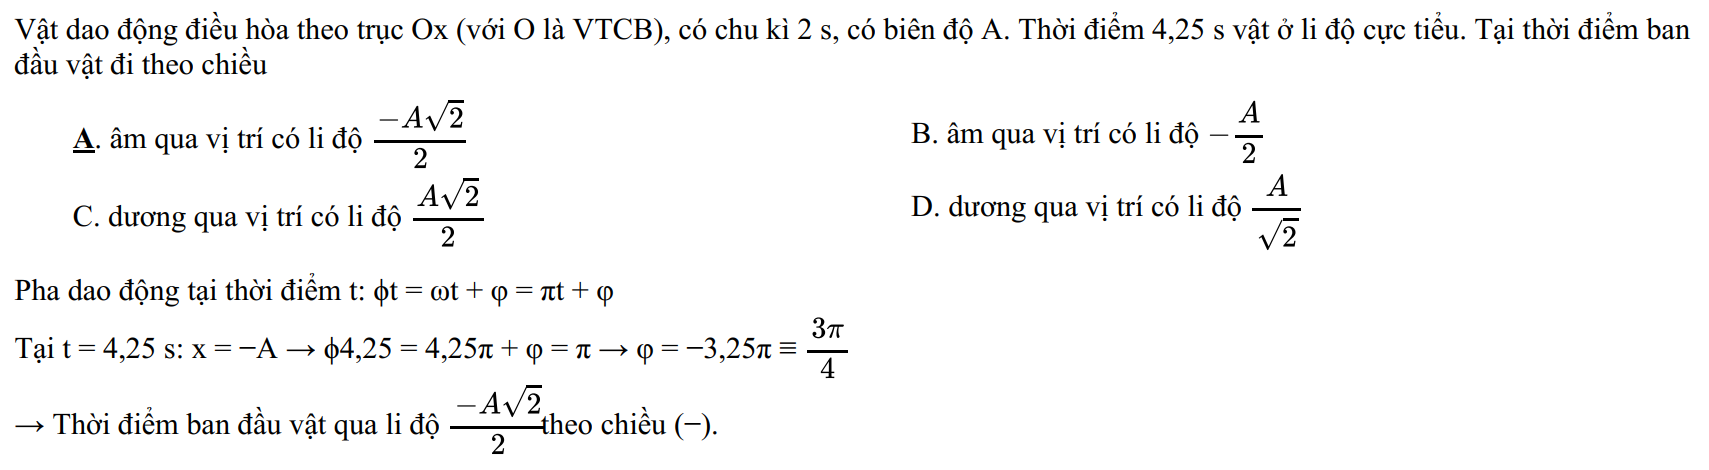 Vật dao động điều hòa theo trục Ox (với O là VTCB), có chu kì 2 s, có biên độ A. Thời điểm 4,25 s vật ở li độ cực tiểu. Tại thời điểm ban
đầu vật đi theo chiều
A. âm qua vị trí có li độ \frac{-A\sqrt{2}}{2}
B. âm qua vị trí có li độ -\frac{A}{2}
C. dương qua vị trí có li độ \frac{A\sqrt{2}}{2}
D. dương qua vị trí có li độ \frac{A}{\sqrt{2}}
Pha dao động tại thời điểm t: ϕt = ωt + φ = πt + φ
Tại t = 4,25 s: x = −A → ϕ4,25 = 4,25π + φ = π → φ = −3,25π ≡ \frac{3π}{4}
→ Thời điểm ban đầu vật qua li độ \frac{-A\sqrt{2}}{2}theo chiều (−).